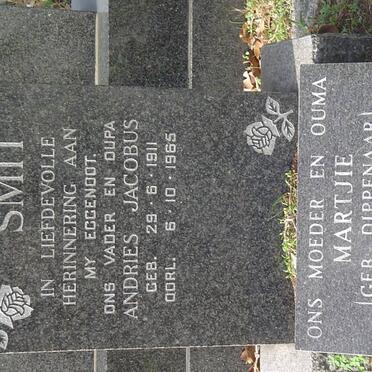 SMIT
IN LIEFDEVOLLE
HERINNERING AAN
MY EGGENOOT.
ONS VADER EN OUPA
ANDRIES JACOBUS
GEB. 29·6·1911
OORL. 6·10·1965
ONS MOEDER EN OUMA
MARTJIE
(GEB. DIPPENAAR)